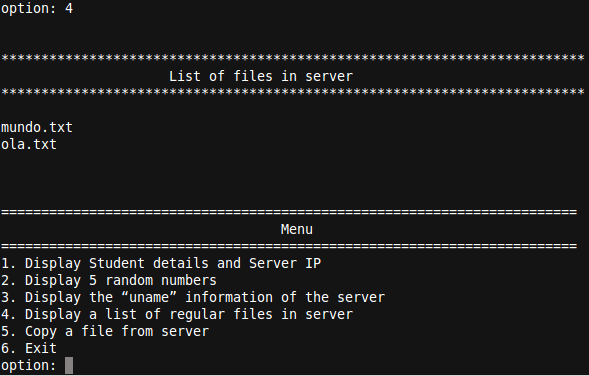 option: 4
*************************************************************************
List of files in server
*************************************************************************
mundo.txt
ola.txt
========================================================================
Menu
========================================================================
1. Display Student details and Server IP
2. Display 5 random numbers
3. Display the “uname” information of the server
4. Display a list of regular files in server
5. Copy a file from server
6. Exit
option: